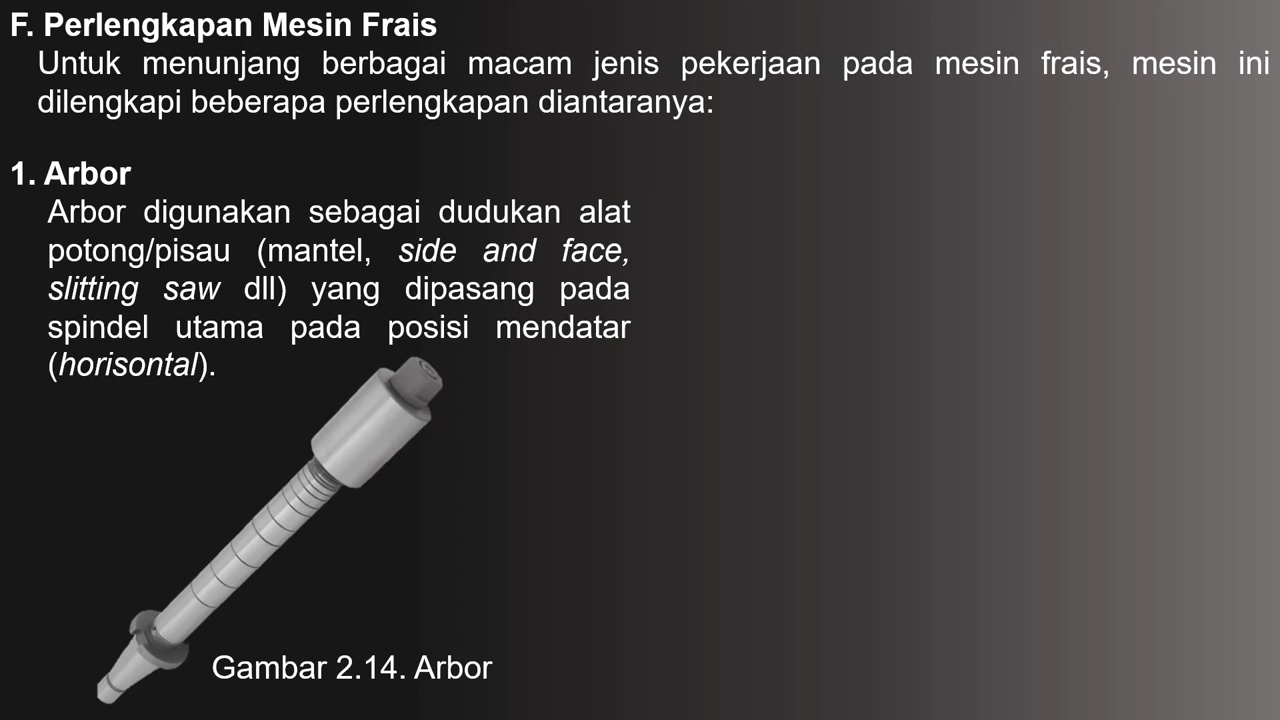 F. Perlengkapan Mesin Frais
Untuk menunjang berbagai macam jenis pekerjaan pada mesin frais, mesin ini
dilengkapi beberapa perlengkapan diantaranya:
1. Arbor
Arbor digunakan sebagai dudukan alat
potong/pisau (mantel, side and face,
slitting saw dll) yang dipasang pada
spindel utama pada posisi mendatar
(horisontal).
Gambar 2.14. Arbor